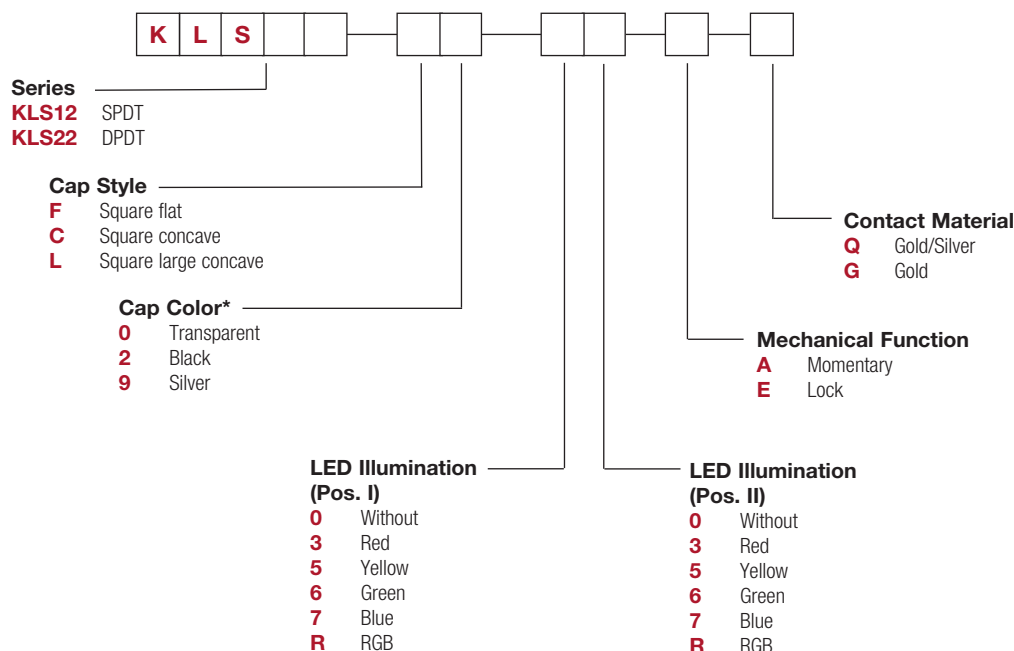 K L S
Series
KLS12 SPDT
KLS22 DPDT
Cap Style
F Square flat
C Square concave
L Square large concave
Contact Material
Q Gold/Silver
G Gold
Cap Color*
0 Transparent
2 Black
9 Silver
Mechanical Function
A Momentary
E Lock
LED Illumination
(Pos. I)
0 Without
3 Red
5 Yellow
6 Green
7 Blue
R RGB
LED Illumination
(Pos. II)
0 Without
3 Red
5 Yellow
6 Green
7 Blue
R RGB